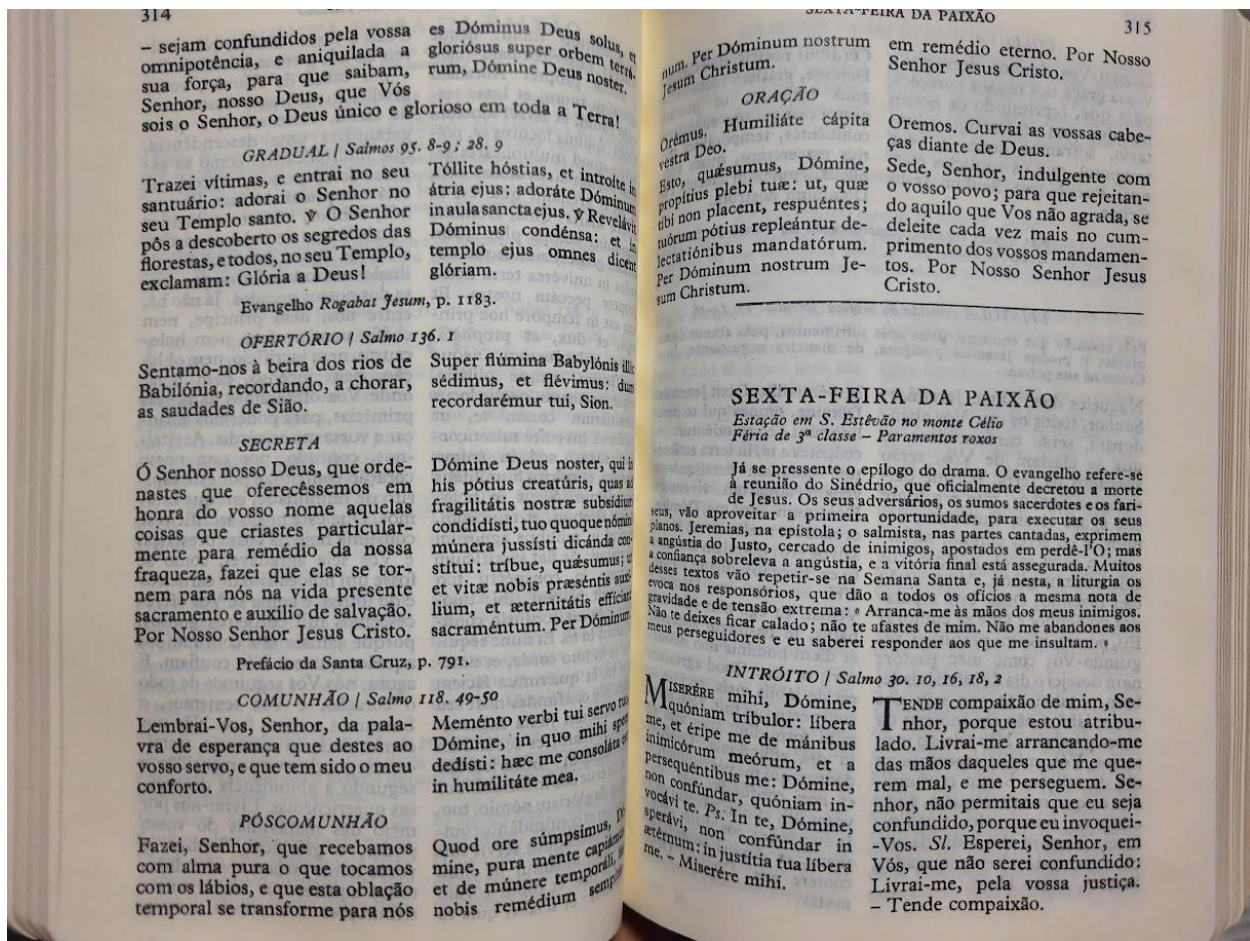 314
– sejam confundidos pela vossa
omnipotência, e aniquilada a
sua força, para que saibam,
Senhor, nosso Deus, que Vós
sois o Senhor, o Deus único e glorioso em toda a Terra!
es Dóminus Deus solus, et
gloriósus super orbem terrá-
rum, Dómine Deus noster.
GRADUAL | Salmos 95. 8-9; 28. 9
Trazei vítimas, e entrai no seu
santuário: adorai o Senhor no
seu Templo santo. ℣ O Senhor
pôs a descoberto os segredos das
florestas, e todos, no seu Templo,
exclamam: Glória a Deus!
Tóllite hóstias, et introíte in
átria ejus: adoráte Dóminum
in aula sancta ejus. ℣ Revelávit
Dóminus condénsa: et in
templo ejus omnes dicent
glóriam.
Evangelho Rogabat Jesum, p. 1183.
OFERTÓRIO | Salmo 136. 1
Sentamo-nos à beira dos rios de
Babilónia, recordando, a chorar,
as saudades de Sião.
Super flúmina Babylónis illic
sédimus, et flévimus: dum
recordarémur tui, Sion.
SECRETA
Ó Senhor nosso Deus, que orde-
nastes que oferecêssemos em
honra do vosso nome aquelas
coisas que criastes particular-
mente para remédio da nossa
fraqueza, fazei que elas se tor-
nem para nós na vida presente
sacramento e auxílio de salvação.
Por Nosso Senhor Jesus Cristo.
Dómine Deus noster, qui in
his pótius creatúris, quas ad
fragilitátis nostræ subsídium
condidísti, tuo quoque nómini
múnera jussísti dicánda con-
stítui: tríbue, quǽsumus; ut
et vitæ nobis præséntis auxí-
lium, et æternitátis effíciant
sacraméntum. Per Dóminum
Prefácio da Santa Cruz, p. 791.
COMUNHÃO | Salmo 118. 49-50
Lembrai-Vos, Senhor, da pala-
vra de esperança que destes ao
vosso servo, e que tem sido o meu
conforto.
Meménto verbi tui servo tuo,
Dómine, in quo mihi spem
dedísti: hæc me consoláta est
in humilitáte mea.
PÓSCOMUNHÃO
Fazei, Senhor, que recebamos
com alma pura o que tocamos
com os lábios, e que esta oblação
temporal se transforme para nós
Quod ore súmpsimus, Dó-
mine, pura mente capiámus,
et de múnere temporáli,
nobis remédium
SEXTA-FEIRA DA PAIXÃO
315
num. Per Dóminum nostrum
Jesum Christum.
em remédio eterno. Por Nosso
Senhor Jesus Cristo.
ORAÇÃO
Orémus. Humiliáte cápita
vestra Deo.
Esto, quǽsumus, Dómine,
propítius plebi tuæ: ut, quæ
tibi non placent, respuéntes;
tuórum pótius repleántur de-
lectatiónibus mandatórum.
Per Dóminum nostrum Je-
sum Christum.
Oremos. Curvai as vossas cabe-
ças diante de Deus.
Sede, Senhor, indulgente com
o vosso povo; para que rejeitan-
do aquilo que Vos não agrada, se
deleite cada vez mais no cum-
primento dos vossos mandamen-
tos. Por Nosso Senhor Jesus
Cristo.
SEXTA-FEIRA DA PAIXÃO
Estação em S. Estêvão no monte Célio
Féria de 3ª classe – Paramentos roxos
Já se pressente o epílogo do drama. O evangelho refere-se
à reunião do Sinédrio, que oficialmente decretou a morte
de Jesus. Os seus adversários, os sumos sacerdotes e os fari-
seus, vão aproveitar a primeira oportunidade, para executar os seus
planos. Jeremias, na epístola; o salmista, nas partes cantadas, exprimem
a angústia do Justo, cercado de inimigos, apostados em perdê-l'O; mas
a confiança sobreleva a angústia, e a vitória final está assegurada. Muitos
desses textos vão repetir-se na Semana Santa e, já nesta, a liturgia os
evoca nos responsórios, que dão a todos os ofícios a mesma nota de
gravidade e de tensão extrema: « Arranca-me às mãos dos meus inimigos.
Não te deixes ficar calado; não te afastes de mim. Não me abandones aos
meus perseguidores e eu saberei responder aos que me insultam. »
INTRÓITO | Salmo 30. 10, 16, 18, 2
MISERÉRE mihi, Dómine,
quóniam tríbulor: líbera
me, et éripe me de mánibus
inimicórum meórum, et a
persequéntibus me: Dómine,
non confúndar, quóniam in-
vocávi te. Ps. In te, Dómine,
sperávi, non confúndar in
ætérnum: in justítia tua líbera
me. – Miserére mihi.
TENDE compaixão de mim, Se-
nhor, porque estou atribu-
lado. Livrai-me arrancando-me
das mãos daqueles que me que-
rem mal, e me perseguem. Se-
nhor, não permitais que eu seja
confundido, porque eu invoquei-
-Vos. Sl. Esperei, Senhor, em
Vós, que não serei confundido:
Livrai-me, pela vossa justiça.
– Tende compaixão.